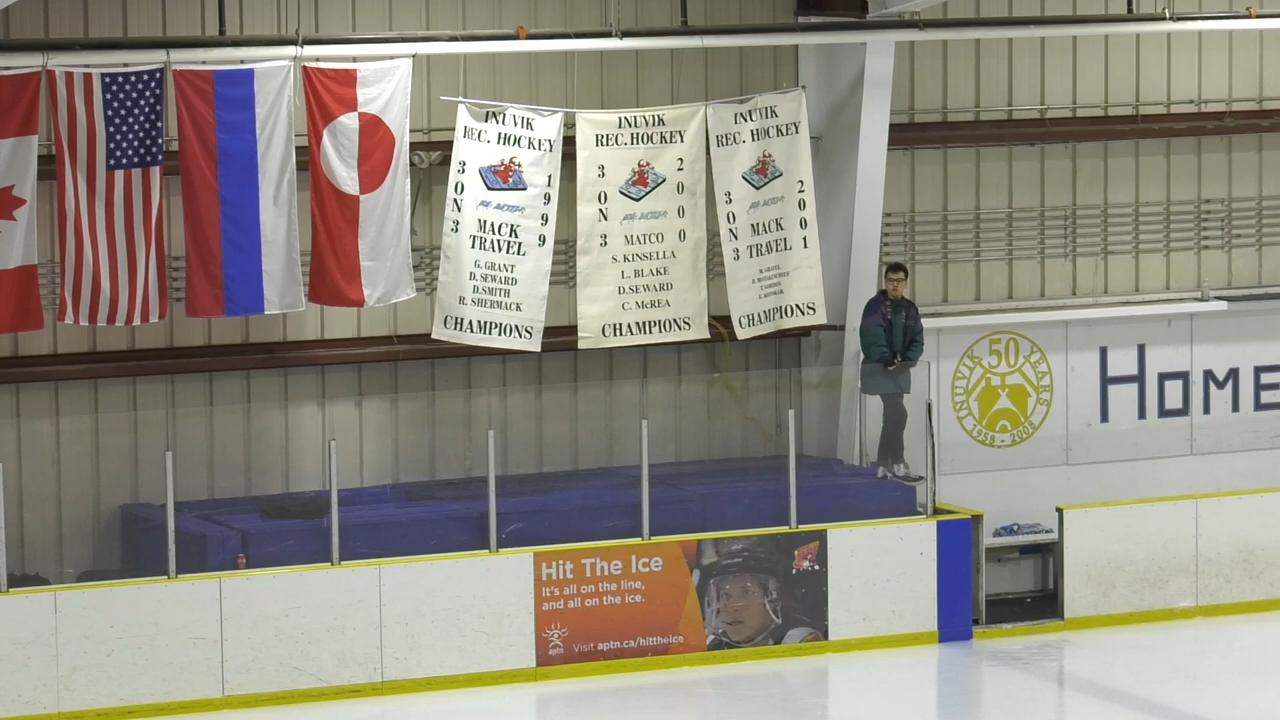 INUVIK
REC. HOCKEY
3 ON 3
1999
MACK
TRAVEL
G. GRANT
D. SEWARD
D.SMITH
R. SHERMACK
CHAMPIONS
INUVIK
REC. HOCKEY
3 ON 3
2000
MATCO
S. KINSELLA
L. BLAKE
D.SEWARD
C. McREA
CHAMPIONS
INUVIK
REC. HOCKEY
3 ON 3
2001
MACK
TRAVEL
CHAMPIONS
INUVIK 50 YEARS
1958 - 2008
HOME
Hit The Ice
It's all on the line,
and all on the ice.
aptn
Visit aptn.ca/hittheice